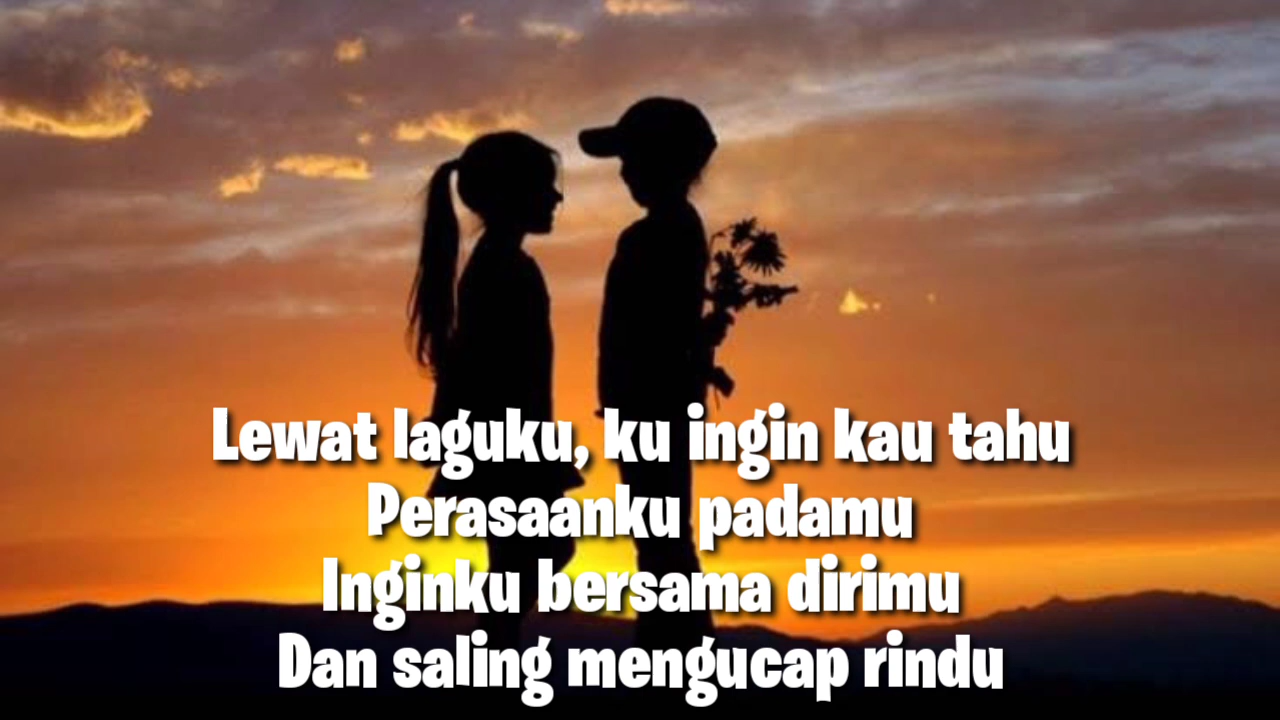 Lewat laguku, ku ingin kau tahu
Perasaanku padamu
Inginku bersama dirimu
Dan saling mengucap rindu